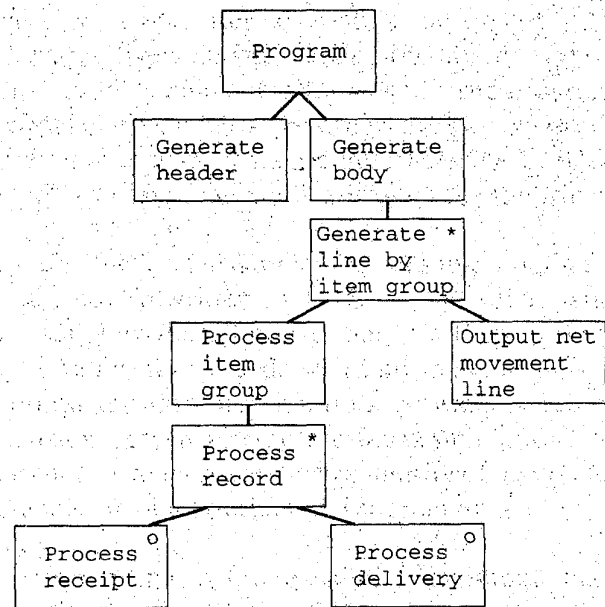 Program
Generate
header
Generate
body
Generate *
line by
item group
Process
item
group
Output net
movement
line
Process *
record
Process o
receipt
Process o
delivery